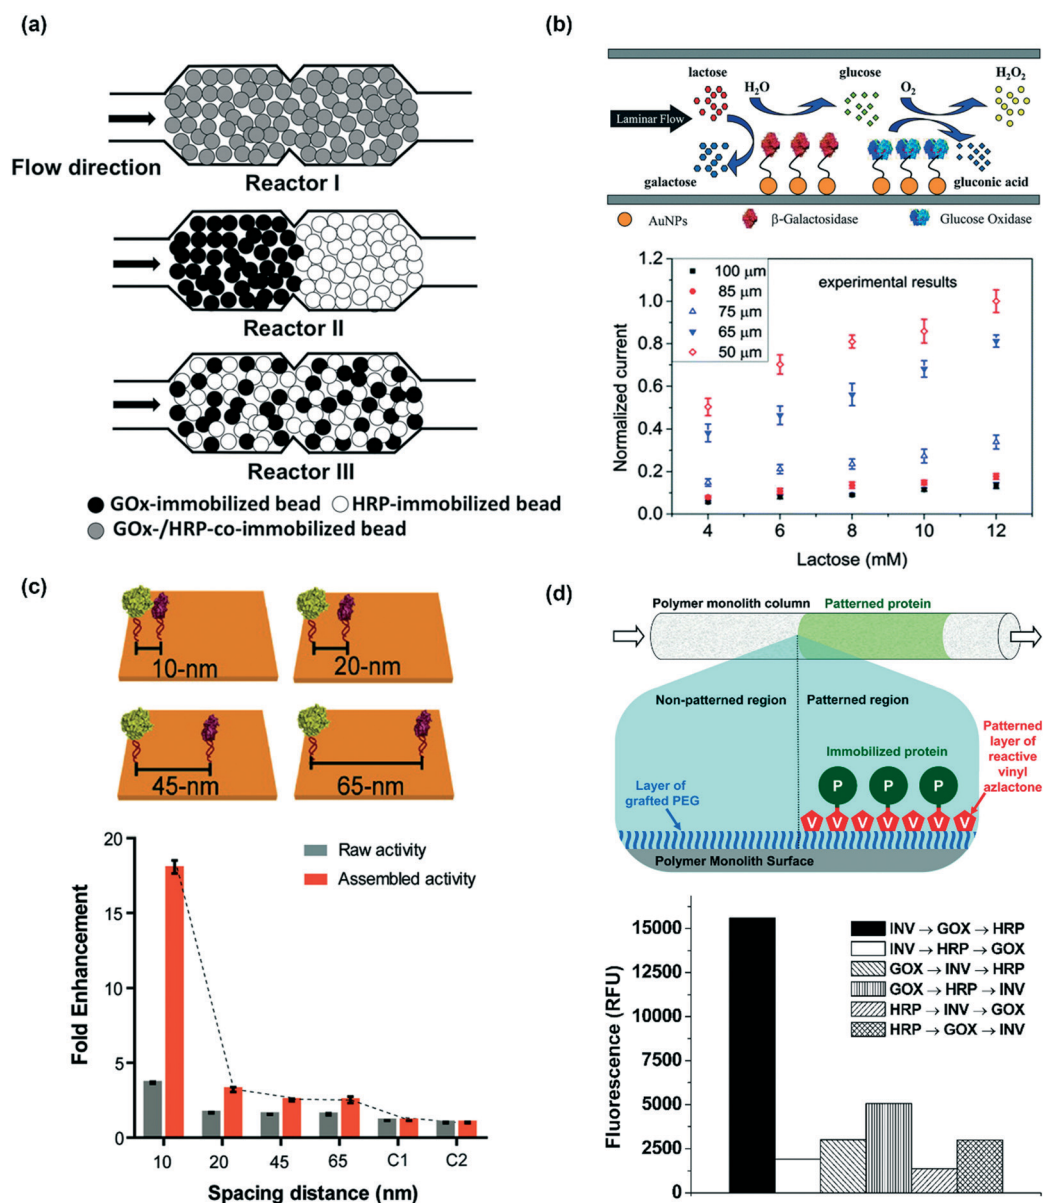 (a)
Flow direction
Reactor I
Reactor II
Reactor III
GOx-immobilized bead HRP-immobilized bead
GOx-/HRP-co-immobilized bead
(b)
lactose
H2O
glucose
O2
H2O2
Laminar Flow
galactose
gluconic acid
AuNPs
β-Galactosidase
Glucose Oxidase
Normalized current
1.2
1.0
0.8
0.6
0.4
0.2
0.0
100 μm
85 μm
75 μm
65 μm
50 μm
experimental results
4 6 8 10 12
Lactose (mM)
(c)
10-nm
20-nm
45-nm
65-nm
Fold Enhancement
20
15
10
5
0
Raw activity
Assembled activity
10 20 45 65 C1 C2
Spacing distance (nm)
(d)
Polymer monolith column
Patterned protein
Non-patterned region
Patterned region
Immobilized protein
Patterned
layer of
reactive
vinyl
azlactone
P P P
V V V V V V V
Layer of
grafted PEG
Polymer Monolith Surface
Fluorescence (RFU)
15000
12500
10000
7500
5000
2500
0
INV → GOX → HRP
INV → HRP → GOX
GOX → INV → HRP
GOX → HRP → INV
HRP → INV → GOX
HRP → GOX → INV